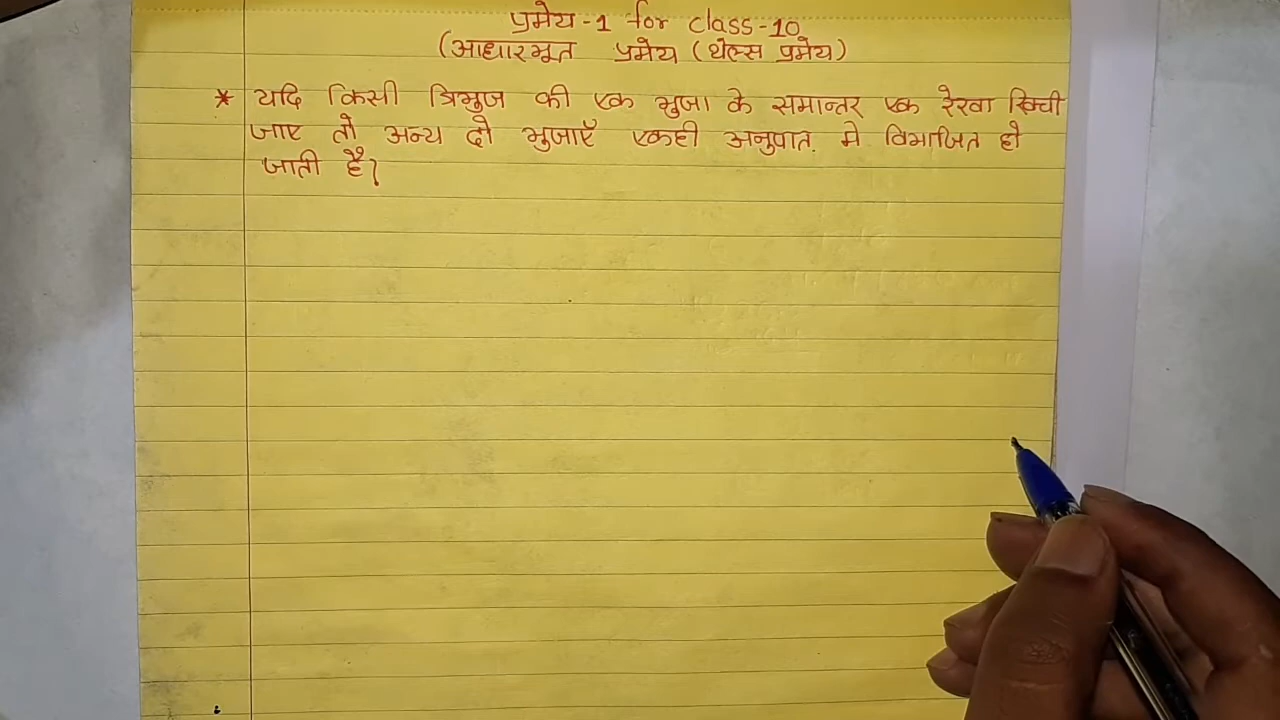 प्रमेय-1 for class-10
(आधारभूत प्रमेय (थेल्स प्रमेय)
* यदि किसी त्रिभुज की एक भुजा के समान्तर एक रेखा खिची
जाए तो अन्य दो भुजाएँ एकही अनुपात में विभाजित हो
जाती है।